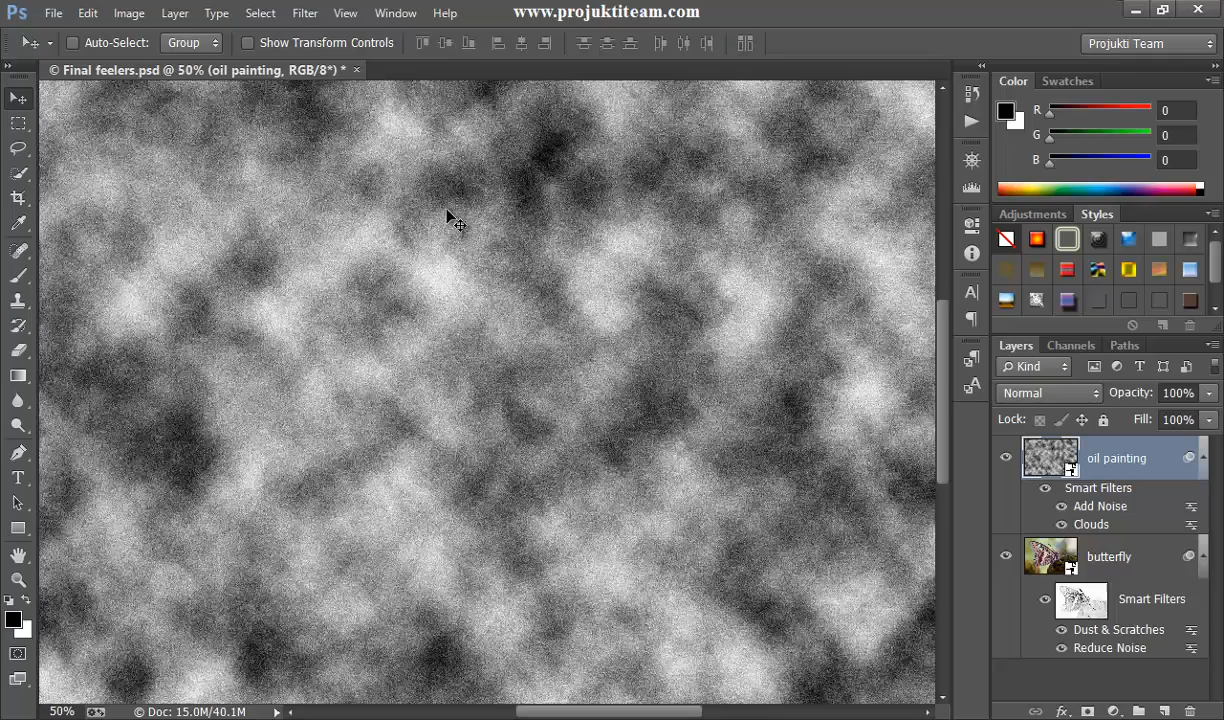 Ps File Edit Image Layer Type Select Filter View Window Help www.projuktiteam.com
Auto-Select: Group Show Transform Controls Projekti Team
© Final feelers.psd @ 50% (oil painting, RGB/8*) * ×
Color Swatches
R 0
G 0
B 0
Adjustments Styles
Layers Channels Paths
Kind
Normal Opacity: 100%
Lock: Fill: 100%
oil painting
Smart Filters
Add Noise
Clouds
butterfly
Smart Filters
Dust & Scratches
Reduce Noise
50% © Doc: 15.0M/40.1M